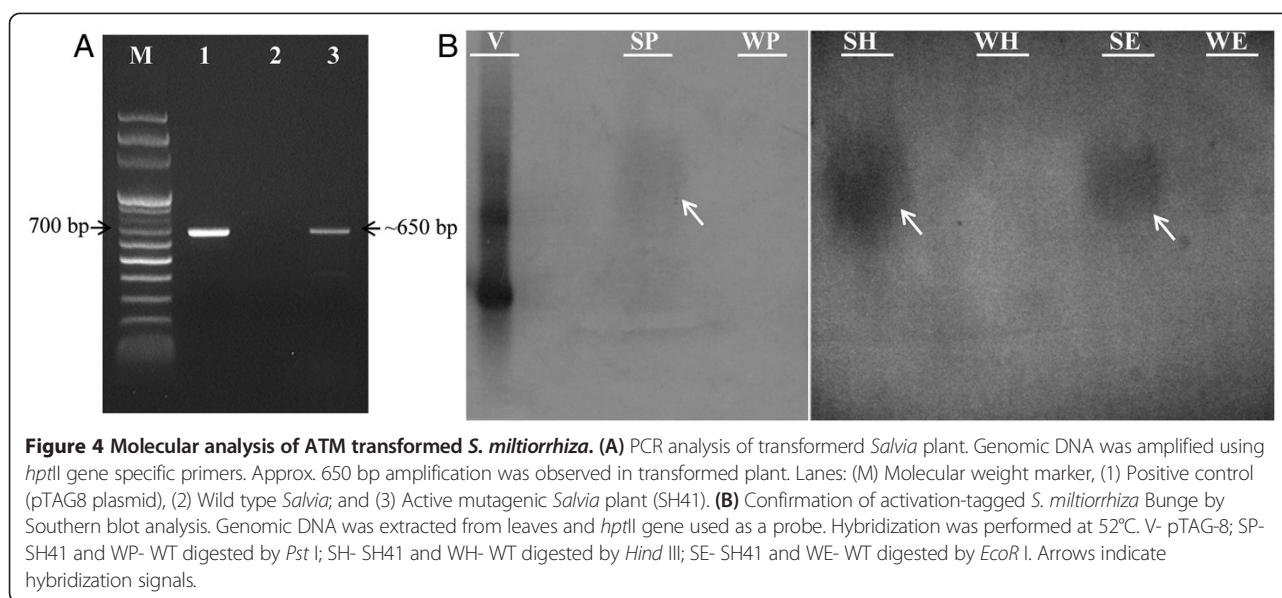 A
M 1 2 3
700 bp
~650 bp
B
V SP WP SH WH SE WE
Figure 4 Molecular analysis of ATM transformed S. miltiorrhiza. (A) PCR analysis of transformerd Salvia plant. Genomic DNA was amplified using
hptII gene specific primers. Approx. 650 bp amplification was observed in transformed plant. Lanes: (M) Molecular weight marker, (1) Positive control
(pTAG8 plasmid), (2) Wild type Salvia; and (3) Active mutagenic Salvia plant (SH41). (B) Confirmation of activation-tagged S. miltiorrhiza Bunge by
Southern blot analysis. Genomic DNA was extracted from leaves and hptII gene used as a probe. Hybridization was performed at 52°C. V- pTAG-8; SP-
SH41 and WP- WT digested by Pst I; SH- SH41 and WH- WT digested by Hind III; SE- SH41 and WE- WT digested by EcoR I. Arrows indicate
hybridization signals.